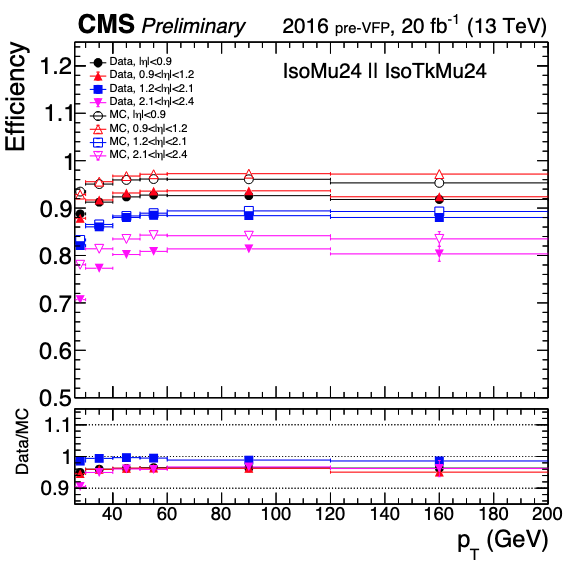 CMS Preliminary 2016 pre-VFP, 20 fb⁻¹ (13 TeV)
Efficiency
1.2
1.1
1
0.9
0.8
0.7
0.6
0.5
Data, |η|<0.9
Data, 0.9<|η|<1.2
Data, 1.2<|η|<2.1
Data, 2.1<|η|<2.4
MC, |η|<0.9
MC, 0.9<|η|<1.2
MC, 1.2<|η|<2.1
MC, 2.1<|η|<2.4
IsoMu24 || IsoTkMu24
Data/MC
1.1
1
0.9
40 60 80 100 120 140 160 180 200
p_T (GeV)